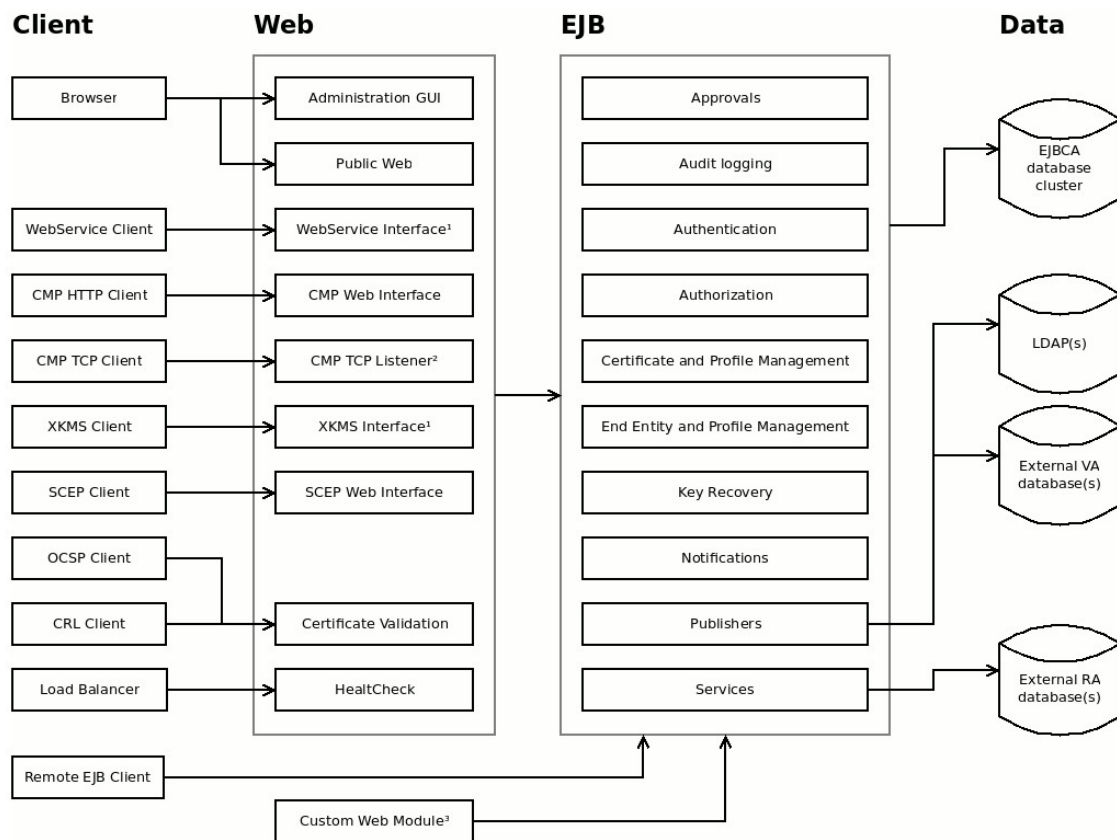 Client
Web
EJB
Data
Browser
Administration GUI
Approvals
Public Web
Audit logging
EJBCA
database
cluster
WebService Client
WebService Interface¹
Authentication
CMP HTTP Client
CMP Web Interface
Authorization
CMP TCP Client
CMP TCP Listener²
Certificate and Profile Management
LDAP(s)
XKMS Client
XKMS Interface¹
End Entity and Profile Management
SCEP Client
SCEP Web Interface
Key Recovery
External VA
database(s)
OCSP Client
Notifications
CRL Client
Certificate Validation
Publishers
Load Balancer
HealtCheck
Services
External RA
database(s)
Remote EJB Client
Custom Web Module³